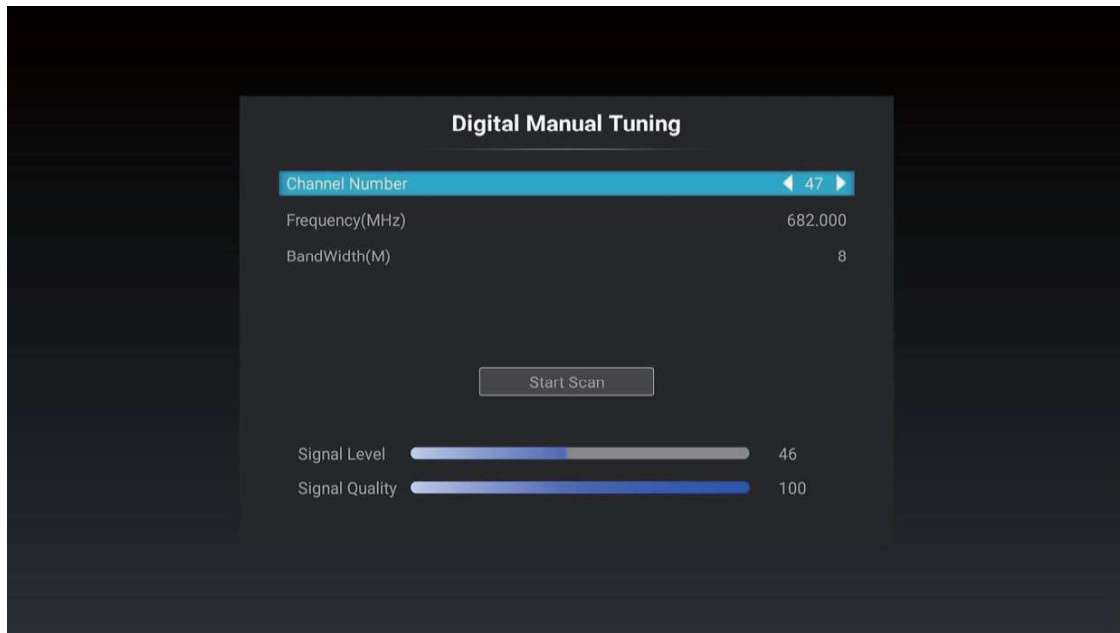 Digital Manual Tuning
Channel Number 47
Frequency(MHz) 682.000
BandWidth(M) 8
Start Scan
Signal Level 46
Signal Quality 100